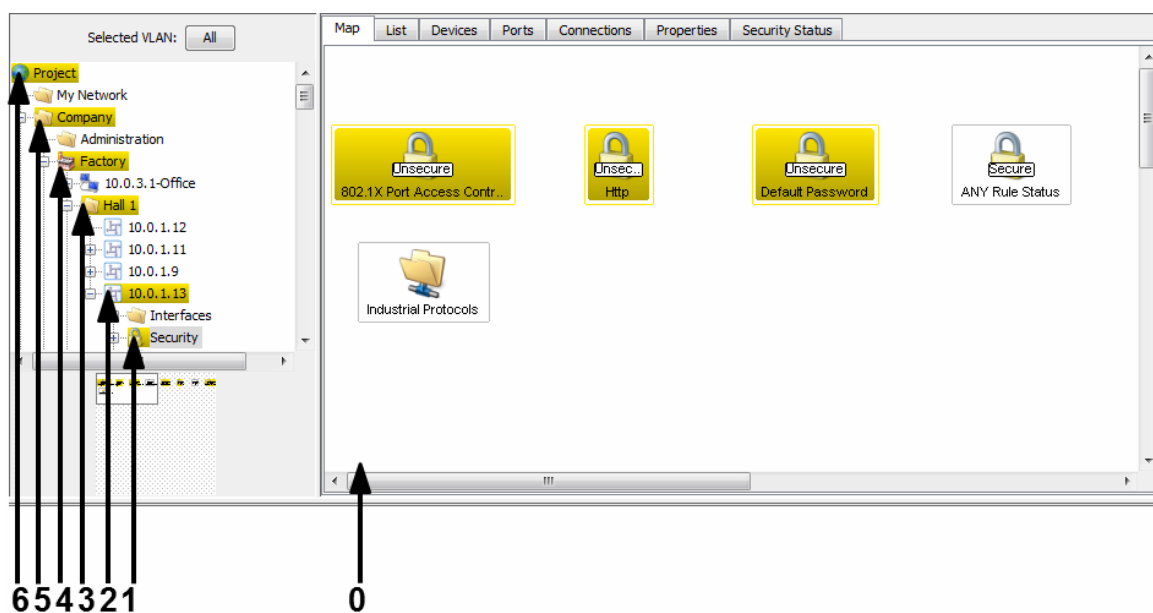 Selected VLAN: All
Map List Devices Ports Connections Properties Security Status
Project
My Network
Company
Administration
Factory
10.0.3.1-Office
Hall 1
10.0.1.12
10.0.1.11
10.0.1.9
10.0.1.13
Interfaces
Security
Unsecure
802.1X Port Access Contr...
Unsec...
Http
Unsecure
Default Password
Secure
ANY Rule Status
Industrial Protocols
6 5 4 3 2 1 0